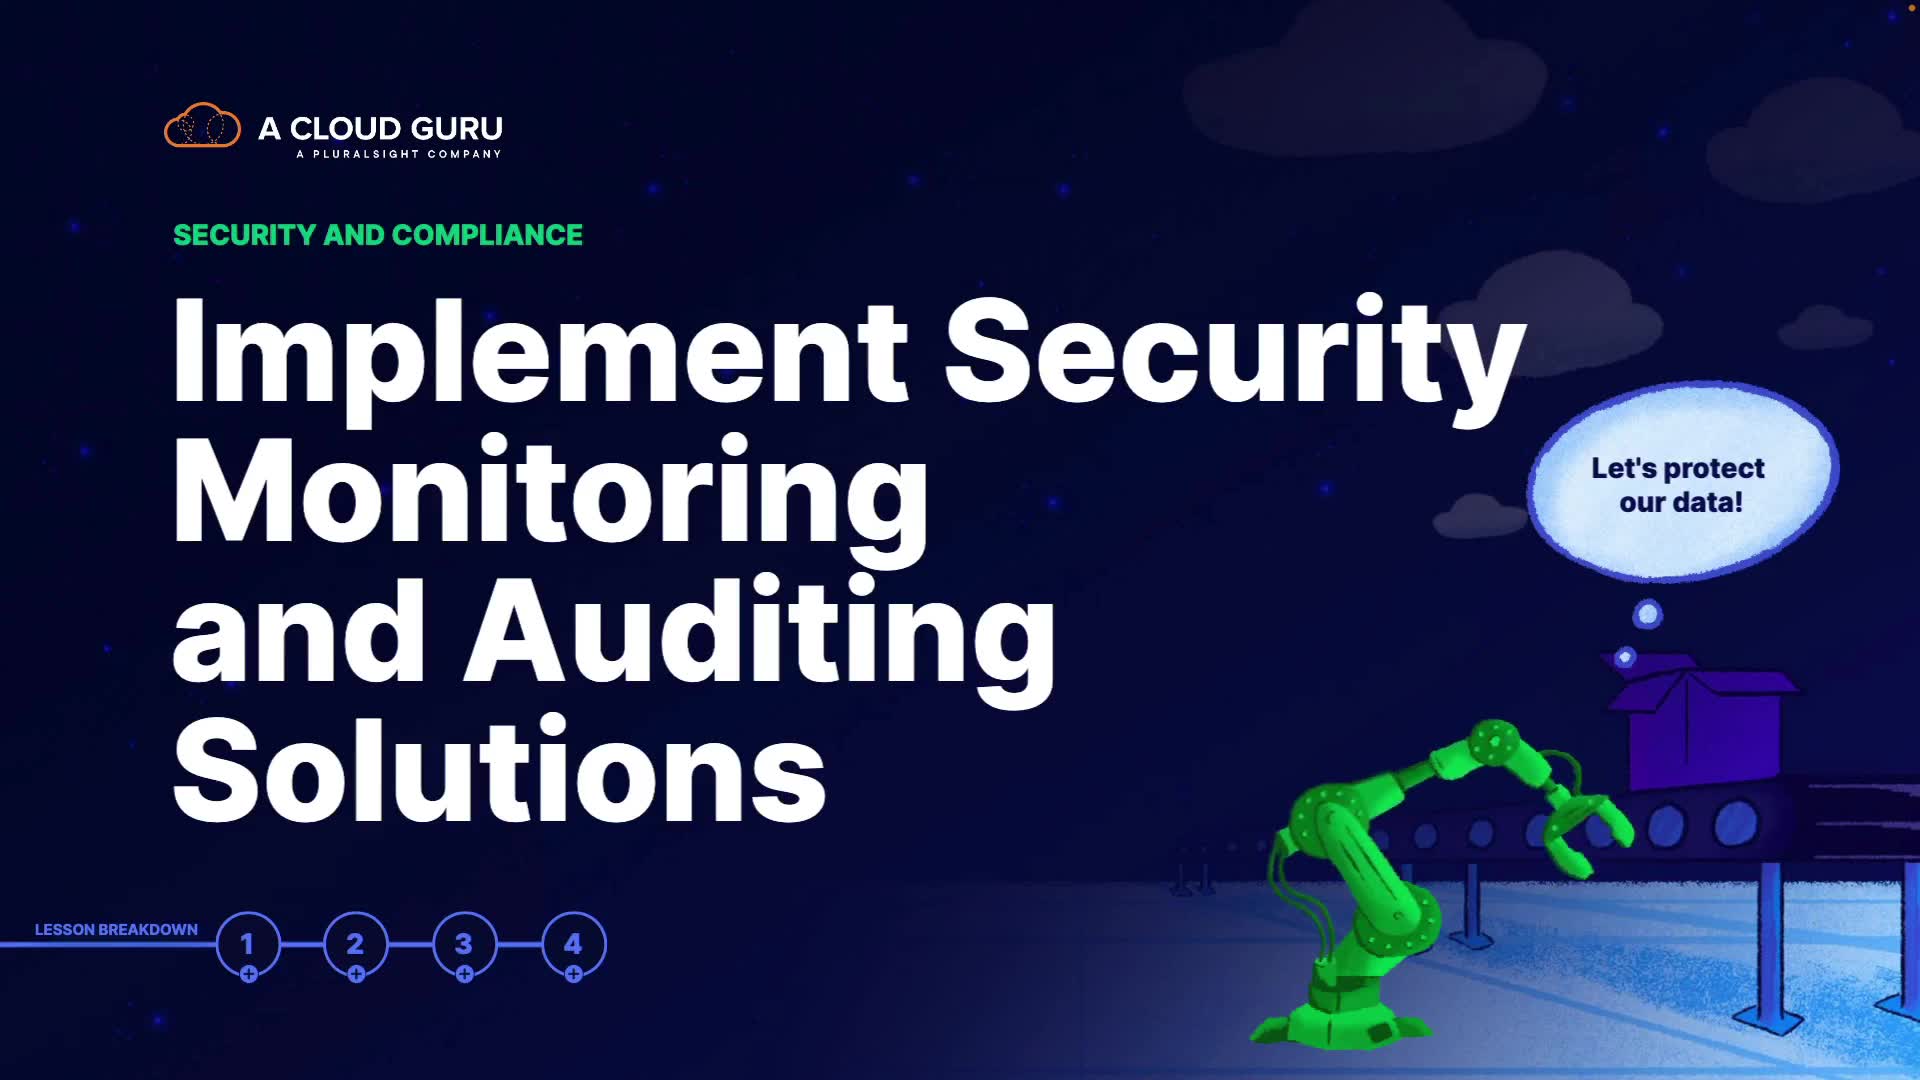 A CLOUD GURU
A PLURALSIGHT COMPANY
SECURITY AND COMPLIANCE
Implement Security
Monitoring
and Auditing
Solutions
Let's protect
our data!
LESSON BREAKDOWN
1 2 3 4